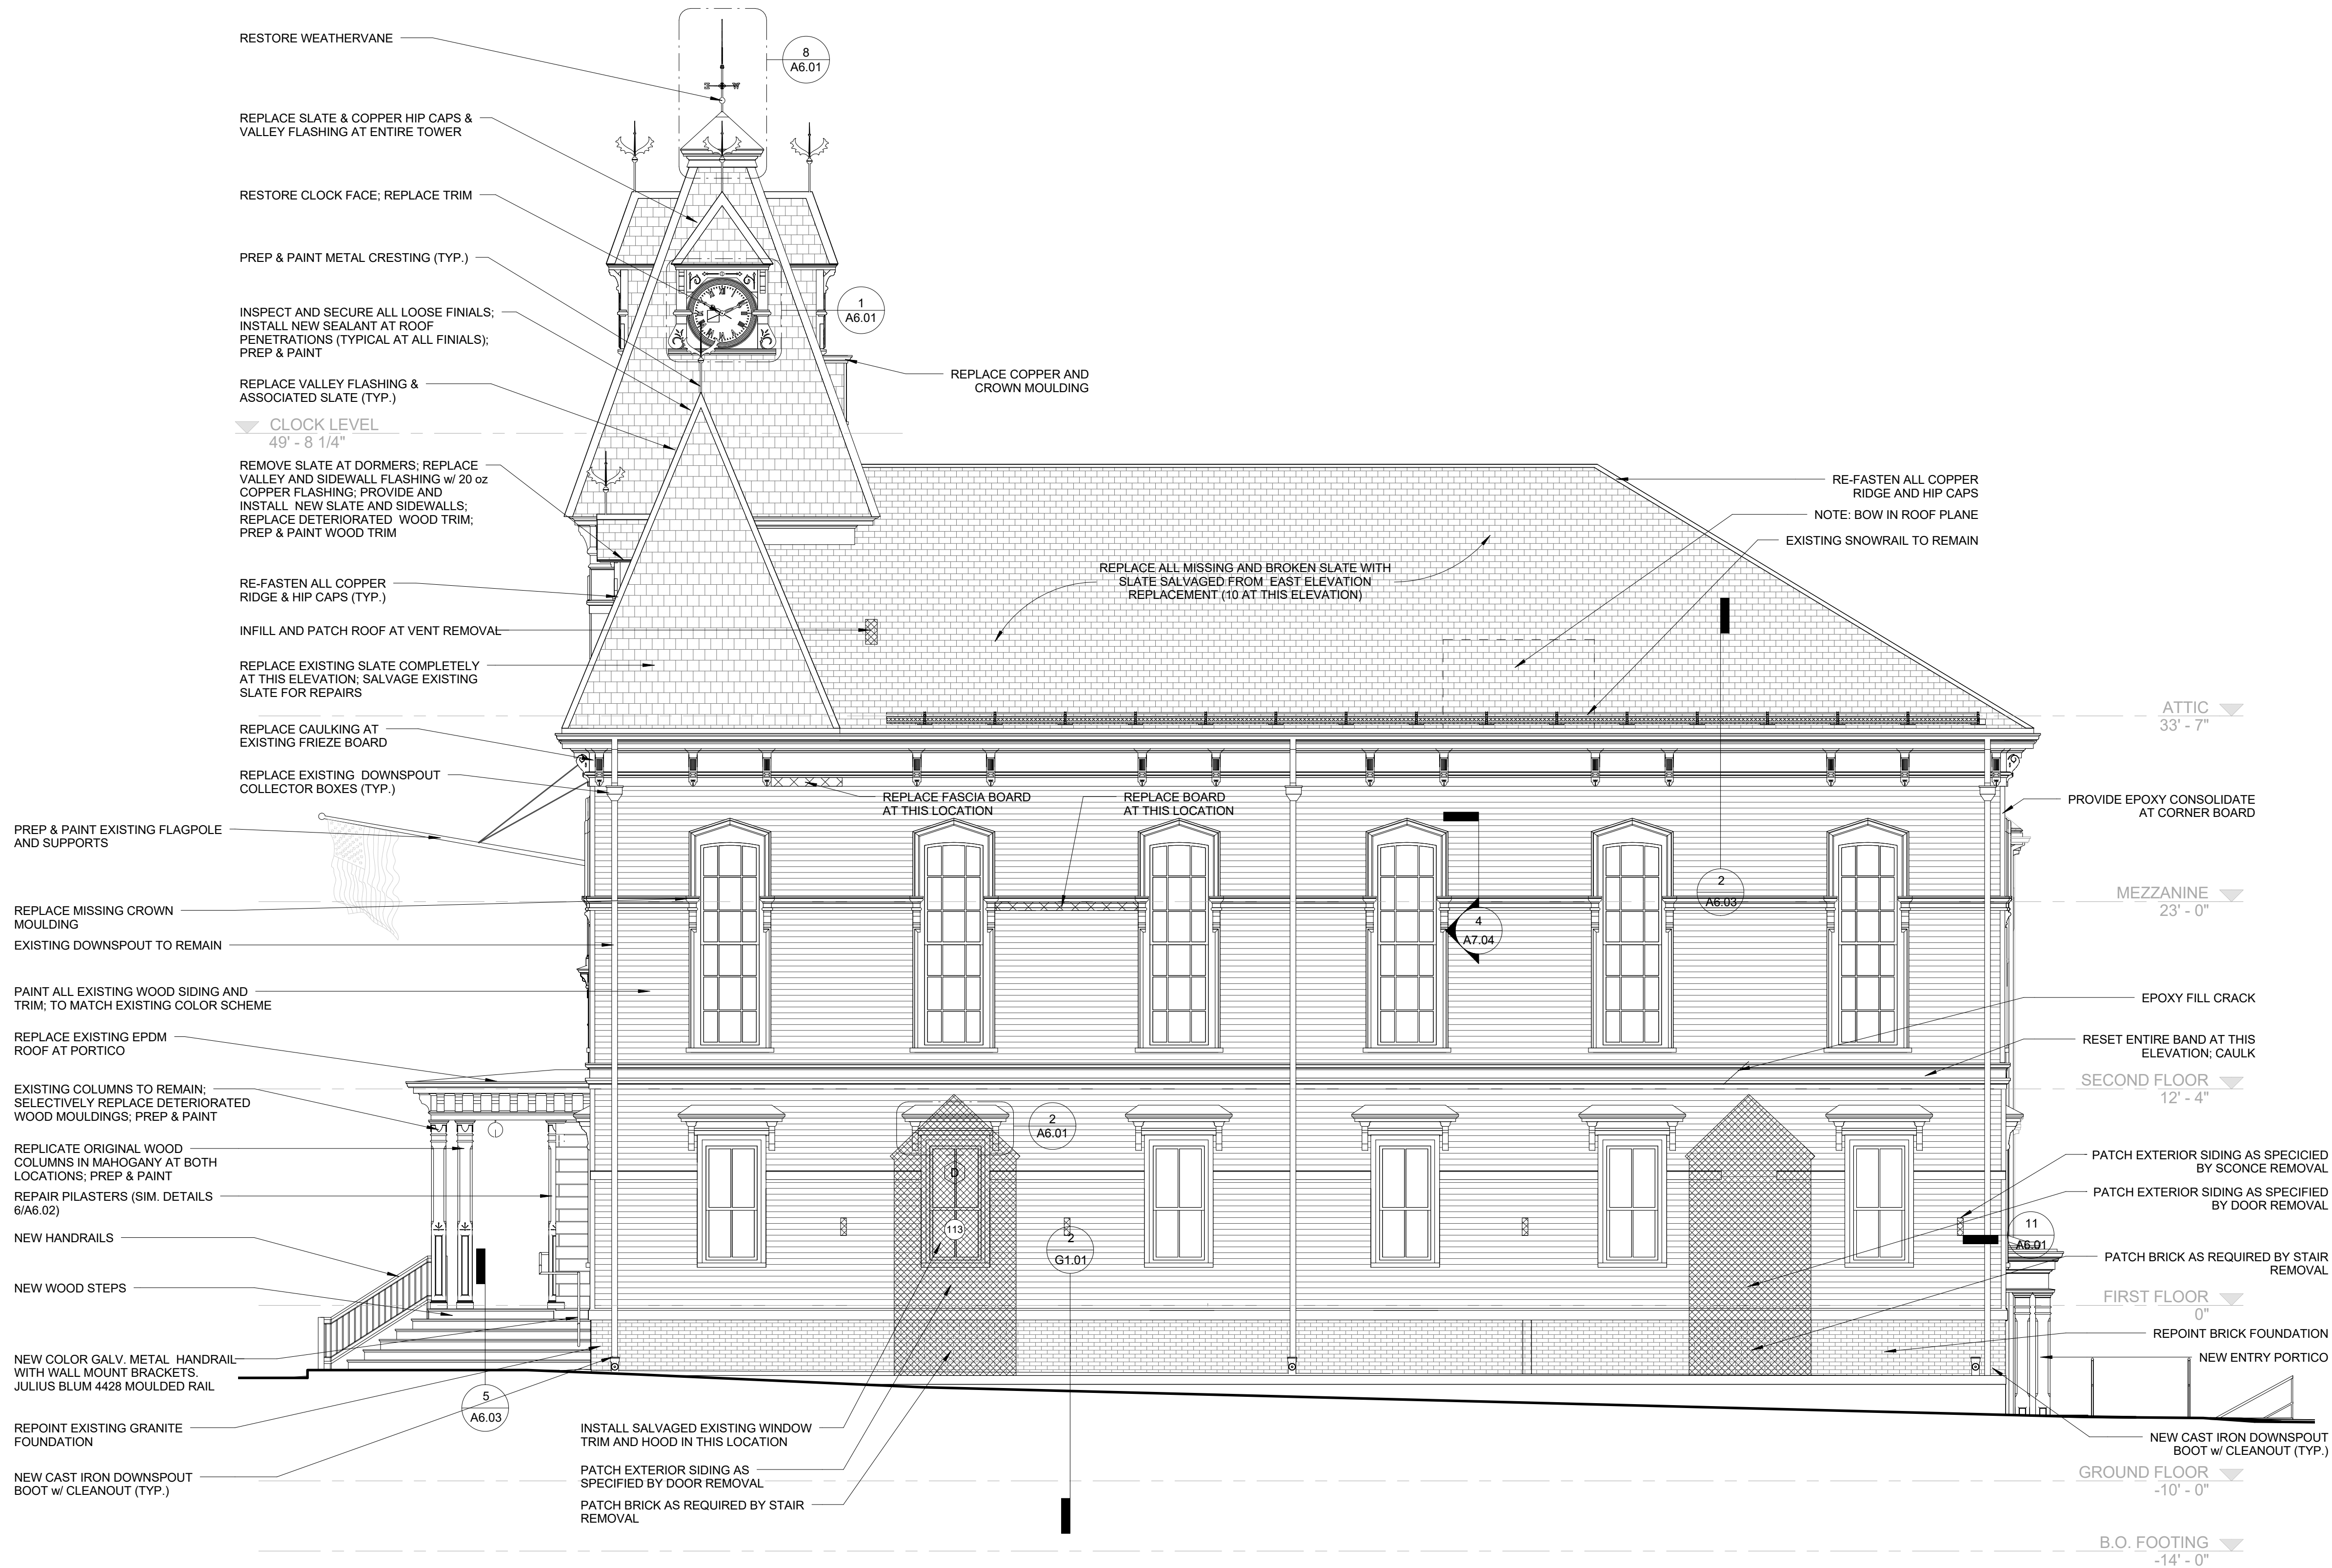 RESTORE WEATHERVANE
8
A6.01
W
REPLACE SLATE & COPPER HIP CAPS &
VALLEY FLASHING AT ENTIRE TOWER
RESTORE CLOCK FACE; REPLACE TRIM
PREP & PAINT METAL CRESTING (TYP.)
1
A6.01
INSPECT AND SECURE ALL LOOSE FINIALS;
INSTALL NEW SEALANT AT ROOF
PENETRATIONS (TYPICAL AT ALL FINIALS);
PREP & PAINT
REPLACE COPPER AND
CROWN MOULDING
REPLACE VALLEY FLASHING &
ASSOCIATED SLATE (TYP.)
CLOCK LEVEL
49' - 8 1/4"
REMOVE SLATE AT DORMERS; REPLACE
VALLEY AND SIDEWALL FLASHING w/ 20 oz
COPPER FLASHING; PROVIDE AND
INSTALL NEW SLATE AND SIDEWALLS;
REPLACE DETERIORATED WOOD TRIM;
PREP & PAINT WOOD TRIM
RE-FASTEN ALL COPPER
RIDGE AND HIP CAPS
NOTE: BOW IN ROOF PLANE
EXISTING SNOWRAIL TO REMAIN
REPLACE ALL MISSING AND BROKEN SLATE WITH
SLATE SALVAGED FROM EAST ELEVATION
REPLACEMENT (10 AT THIS ELEVATION)
RE-FASTEN ALL COPPER
RIDGE & HIP CAPS (TYP.)
INFILL AND PATCH ROOF AT VENT REMOVAL
REPLACE EXISTING SLATE COMPLETELY
AT THIS ELEVATION; SALVAGE EXISTING
SLATE FOR REPAIRS
ATTIC
33' - 7"
REPLACE CAULKING AT
EXISTING FRIEZE BOARD
REPLACE EXISTING DOWNSPOUT
COLLECTOR BOXES (TYP.)
REPLACE FASCIA BOARD
AT THIS LOCATION
REPLACE BOARD
AT THIS LOCATION
PROVIDE EPOXY CONSOLIDATE
AT CORNER BOARD
PREP & PAINT EXISTING FLAGPOLE
AND SUPPORTS
2
A6.03
MEZZANINE
23' - 0"
REPLACE MISSING CROWN
MOULDING
4
A7.04
EXISTING DOWNSPOUT TO REMAIN
PAINT ALL EXISTING WOOD SIDING AND
TRIM; TO MATCH EXISTING COLOR SCHEME
EPOXY FILL CRACK
REPLACE EXISTING EPDM
ROOF AT PORTICO
RESET ENTIRE BAND AT THIS
ELEVATION; CAULK
SECOND FLOOR
12' - 4"
EXISTING COLUMNS TO REMAIN;
SELECTIVELY REPLACE DETERIORATED
WOOD MOULDINGS; PREP & PAINT
2
A6.01
REPLICATE ORIGINAL WOOD
COLUMNS IN MAHOGANY AT BOTH
LOCATIONS; PREP & PAINT
D
PATCH EXTERIOR SIDING AS SPECICIED
BY SCONCE REMOVAL
REPAIR PILASTERS (SIM. DETAILS
6/A6.02)
PATCH EXTERIOR SIDING AS SPECIFIED
BY DOOR REMOVAL
113
NEW HANDRAILS
2
G1.01
11
A6.01
PATCH BRICK AS REQUIRED BY STAIR
REMOVAL
NEW WOOD STEPS
FIRST FLOOR
0"
REPOINT BRICK FOUNDATION
NEW ENTRY PORTICO
NEW COLOR GALV. METAL HANDRAIL
WITH WALL MOUNT BRACKETS.
JULIUS BLUM 4428 MOULDED RAIL
5
A6.03
REPOINT EXISTING GRANITE
FOUNDATION
INSTALL SALVAGED EXISTING WINDOW
TRIM AND HOOD IN THIS LOCATION
NEW CAST IRON DOWNSPOUT
BOOT w/ CLEANOUT (TYP.)
NEW CAST IRON DOWNSPOUT
BOOT w/ CLEANOUT (TYP.)
PATCH EXTERIOR SIDING AS
SPECIFIED BY DOOR REMOVAL
GROUND FLOOR
-10' - 0"
PATCH BRICK AS REQUIRED BY STAIR
REMOVAL
B.O. FOOTING
-14' - 0"